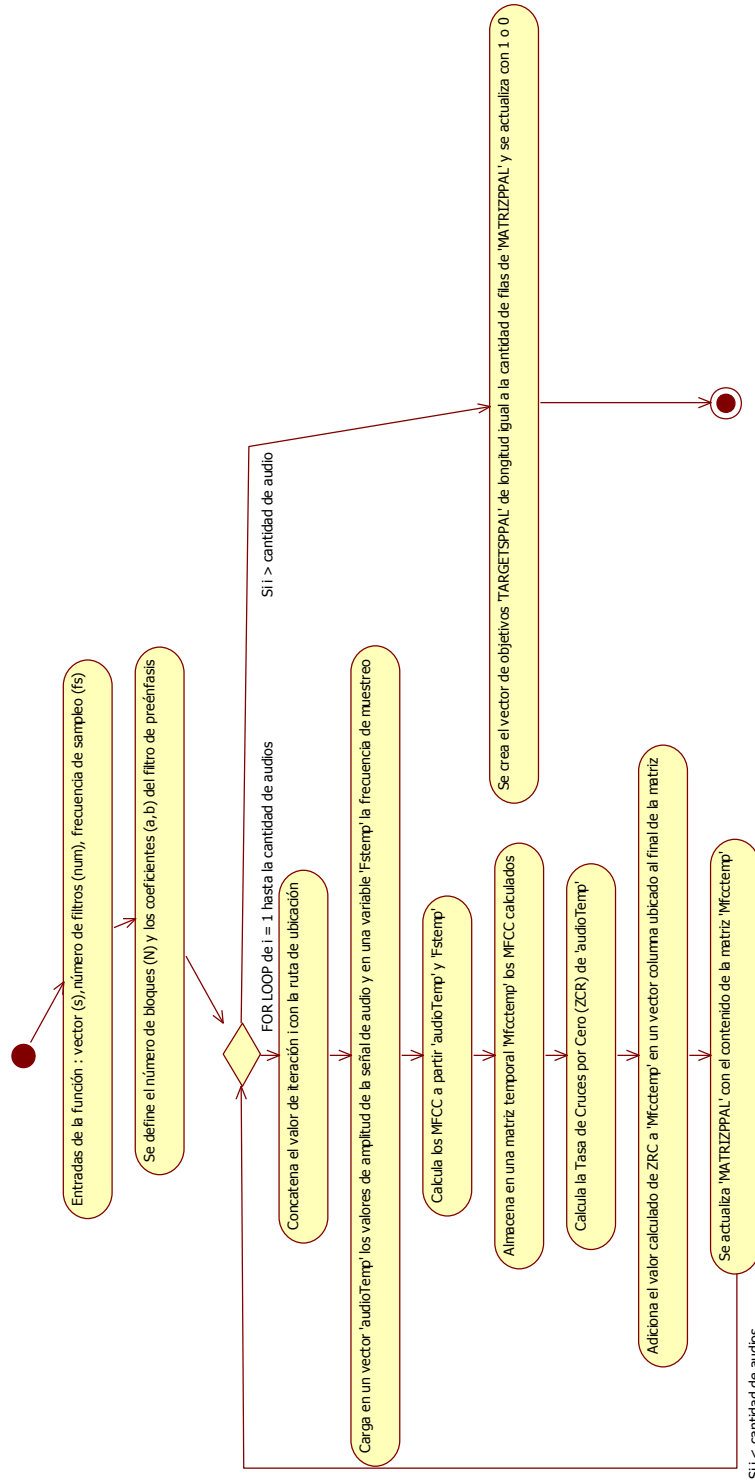 Entradas de la función : vector (s), número de filtros (num), frecuencia de sampleo (fs)
Se define el número de bloques (N) y los coeficientes (a,b) del filtro de preénfasis
FOR LOOP de i = 1 hasta la cantidad de audios
Si i > cantidad de audio
Concatena el valor de iteración i con la ruta de ubicación
Carga en un vector 'audioTemp' los valores de amplitud de la señal de audio y en una variable 'Fstemp' la frecuencia de muestreo
Calcula los MFCC a partir 'audioTemp' y 'Fstemp'
Almacena en una matriz temporal 'Mfcctemp' los MFCC calculados
Calcula la Tasa de Cruces por Cero (ZCR) de 'audioTemp'
Adiciona el valor calculado de ZRC a 'Mfcctemp' en un vector columna ubicado al final de la matriz
Se actualiza 'MATRIZPPAL' con el contenido de la matriz 'Mfcctemp'
Si i < cantidad de audios
Se crea el vector de objetivos 'TARGETSPPAL' de longitud igual a la cantidad de filas de 'MATRIZPPAL' y se actualiza con 1 o 0